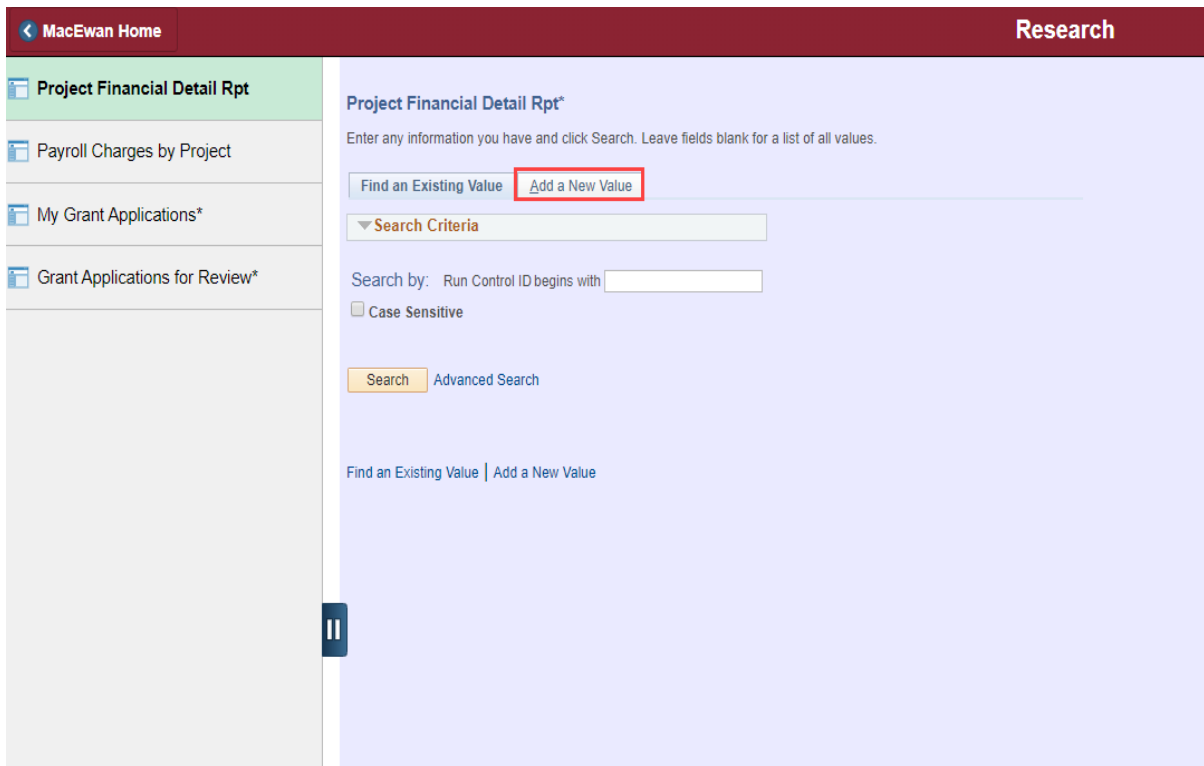 MacEwan Home
Research
Project Financial Detail Rpt
Payroll Charges by Project
My Grant Applications*
Grant Applications for Review*
Project Financial Detail Rpt*
Enter any information you have and click Search. Leave fields blank for a list of all values.
Find an Existing Value Add a New Value
Search Criteria
Search by: Run Control ID begins with
Case Sensitive
Search Advanced Search
Find an Existing Value | Add a New Value